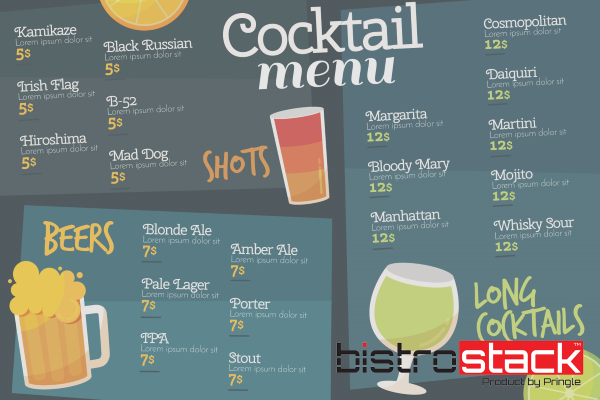 Cocktail
menu
Kamikaze
Lorem ipsum dolor sit
5$
Irish Flag
Lorem ipsum dolor sit
5$
Hiroshima
Lorem ipsum dolor sit
5$
Black Russian
Lorem ipsum dolor sit
5$
B-52
Lorem ipsum dolor sit
5$
Mad Dog
Lorem ipsum dolor sit
5$
SHOTS
BEERS
Blonde Ale
Lorem ipsum dolor sit
7$
Pale Lager
Lorem ipsum dolor sit
7$
IPA
Lorem ipsum dolor sit
7$
Amber Ale
Lorem ipsum dolor sit
7$
Porter
Lorem ipsum dolor sit
7$
Stout
Lorem ipsum dolor sit
7$
Margarita
Lorem ipsum dolor sit
12$
Bloody Mary
Lorem ipsum dolor sit
12$
Manhattan
Lorem ipsum dolor sit
12$
Cosmopolitan
Lorem ipsum dolor sit
12$
Daiquiri
Lorem ipsum dolor sit
12$
Martini
Lorem ipsum dolor sit
12$
Mojito
Lorem ipsum dolor sit
12$
Whisky Sour
Lorem ipsum dolor sit
12$
LONG
COCKTAILS
bistrostack™
Product by Pringle